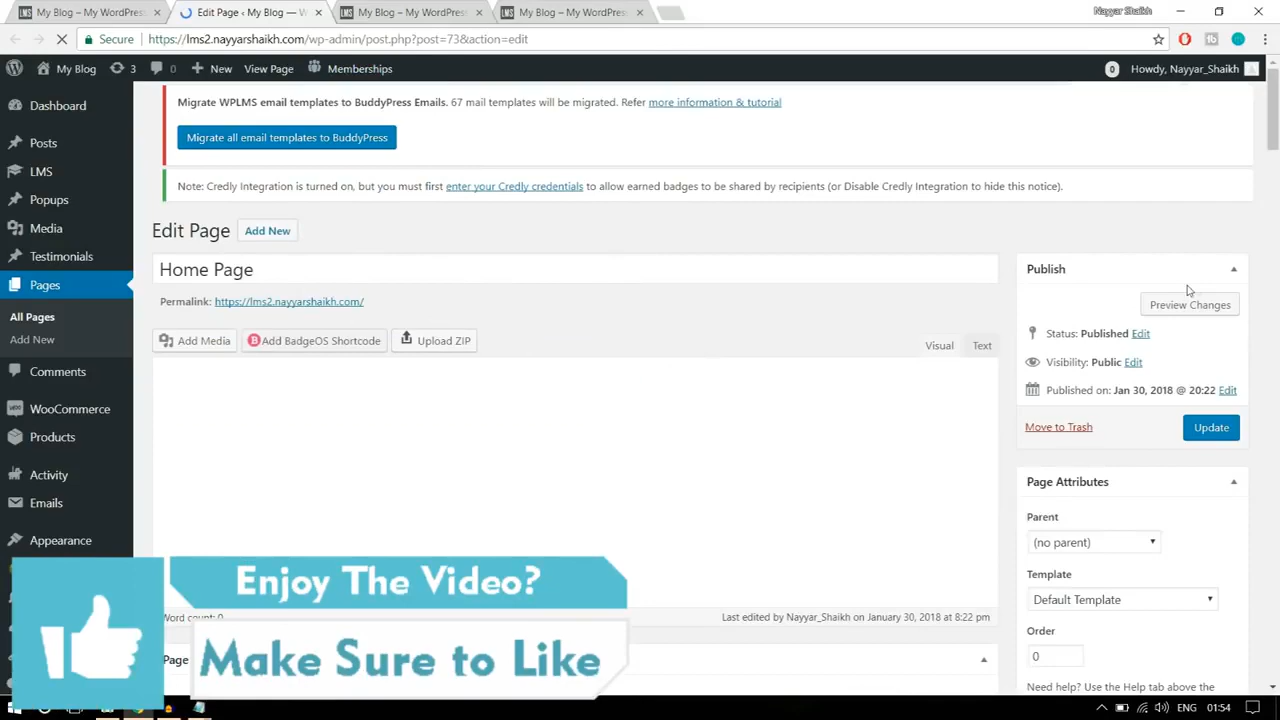 My Blog – My WordPres
Edit Page ‹ My Blog — W
My Blog – My WordPress
My Blog – My WordPress
Nayyar Shaikh
Secure
https://lms2.nayyarshaikh.com/wp-admin/post.php?post=73&action=edit
My Blog
3
0
New
View Page
Memberships
0
Howdy, Nayyar_Shaikh
Dashboard
Posts
LMS
Popups
Media
Testimonials
Pages
All Pages
Add New
Comments
WooCommerce
Products
Activity
Emails
Appearance
Migrate WPLMS email templates to BuddyPress Emails. 67 mail templates will be migrated. Refer more information & tutorial
Migrate all email templates to BuddyPress
Note: Credly Integration is turned on, but you must first enter your Credly credentials to allow earned badges to be shared by recipients (or Disable Credly Integration to hide this notice).
Edit Page
Add New
Home Page
Permalink: https://lms2.nayyarshaikh.com/
Add Media
Add BadgeOS Shortcode
Upload ZIP
Visual
Text
Word count: 0
Last edited by Nayyar_Shaikh on January 30, 2018 at 8:22 pm
Page
Publish
Preview Changes
Status: Published Edit
Visibility: Public Edit
Published on: Jan 30, 2018 @ 20:22 Edit
Move to Trash
Update
Page Attributes
Parent
(no parent)
Template
Default Template
Order
0
Need help? Use the Help tab above the
Enjoy The Video?
Make Sure to Like
ENG
01:54